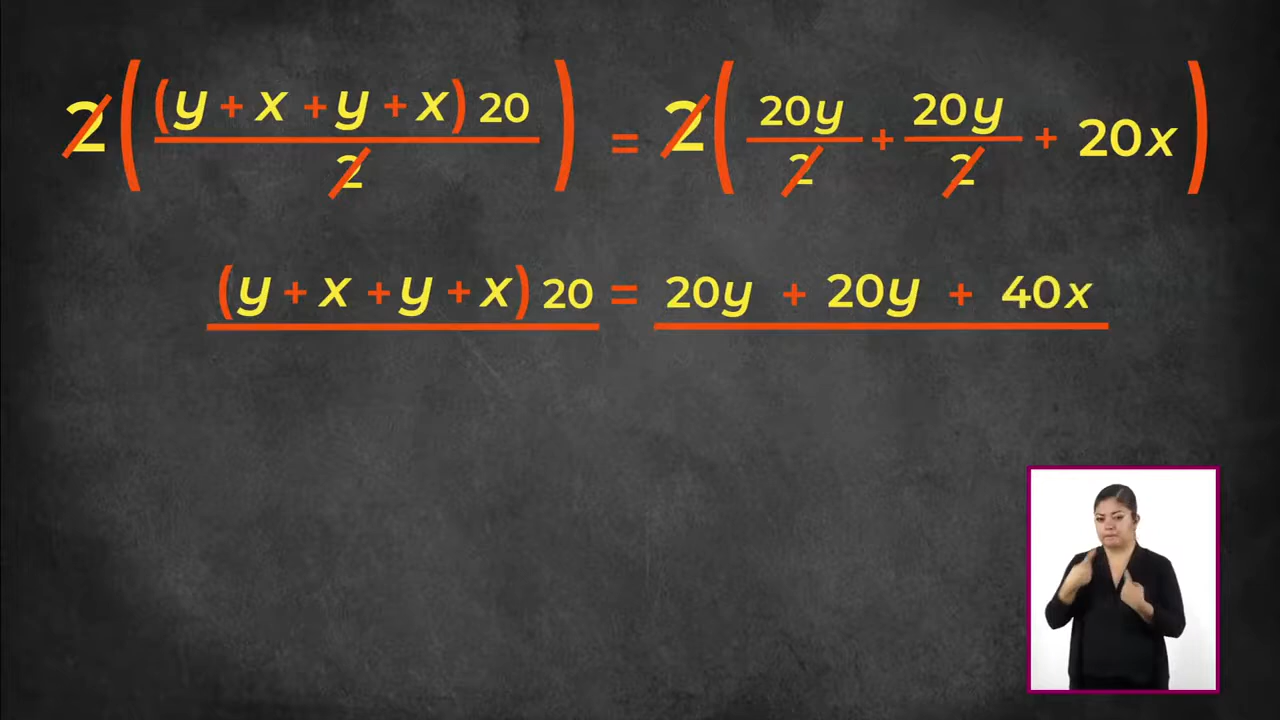 2 ( (y + x + y + x) 20 / 2 ) = 2 ( 20y / 2 + 20y / 2 + 20x )
(y + x + y + x) 20 = 20y + 20y + 40x